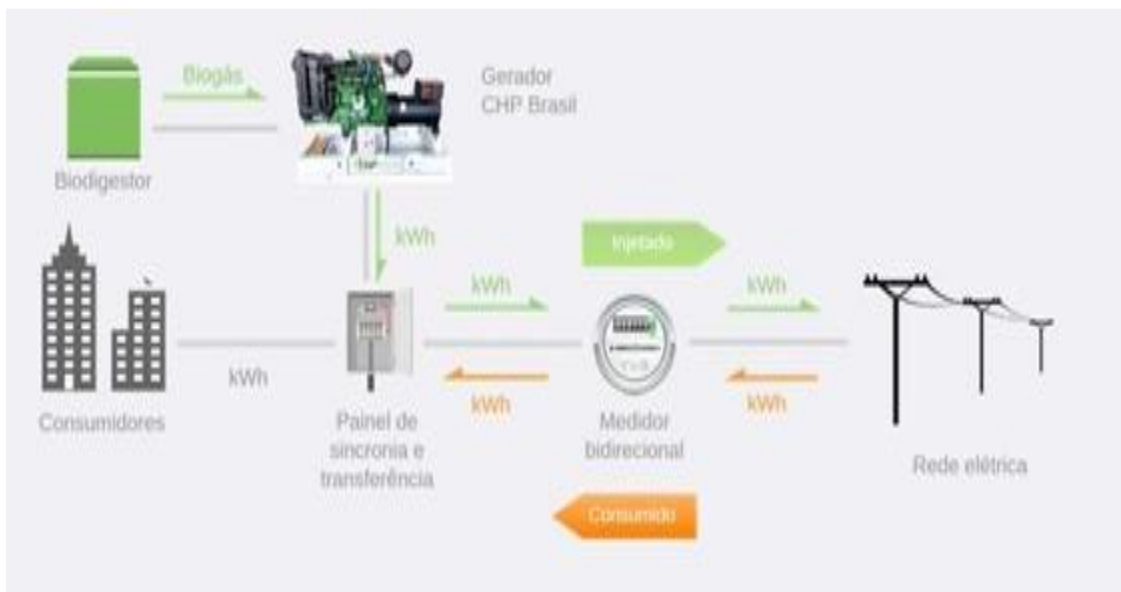 Biogás
Gerador
CHP Brasil
Biodigestor
kWh
Injetado
kWh
kWh
kWh
kWh
kWh
Consumidores
Painel de
sincronia e
transferência
Medidor
bidirecional
Rede elétrica
Consumido